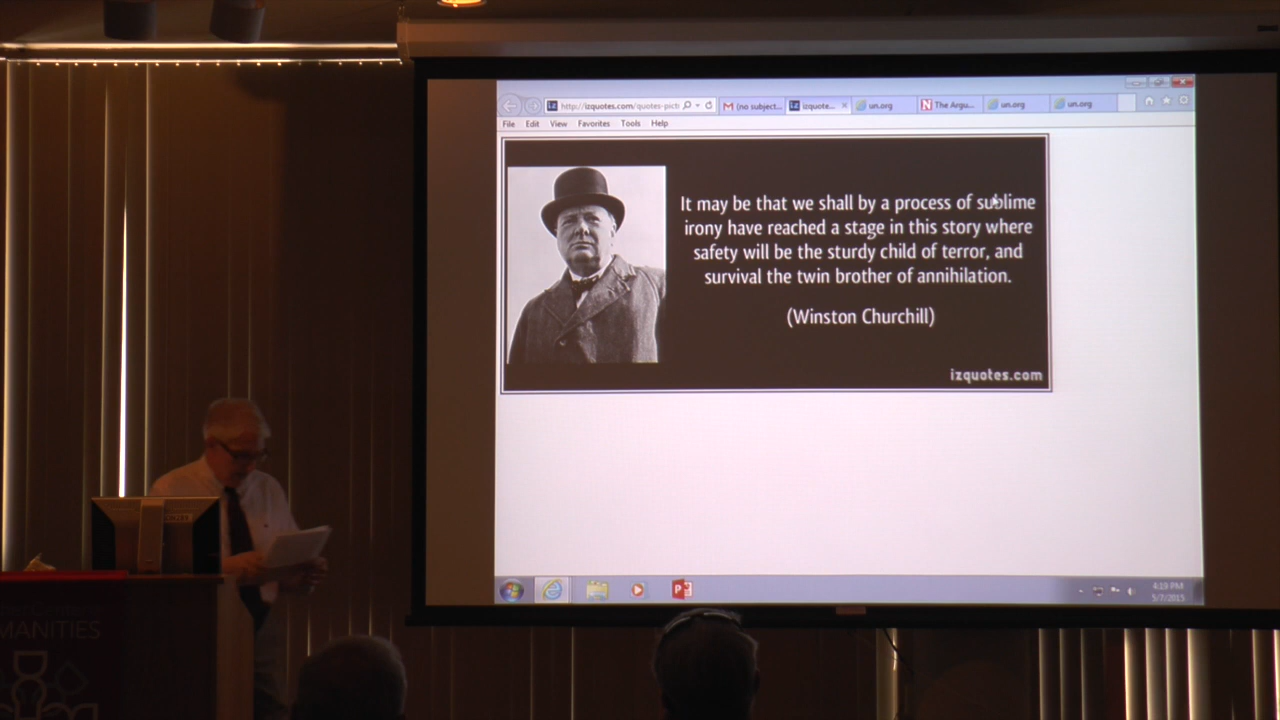 http://izquotes.com/quotes-pict
(no subject...
izquote...
un.org
The Argu...
un.org
un.org
File Edit View Favorites Tools Help
It may be that we shall by a process of sublime
irony have reached a stage in this story where
safety will be the sturdy child of terror, and
survival the twin brother of annihilation.
(Winston Churchill)
izquotes.com
4:19 PM
5/7/2015
MANITIES